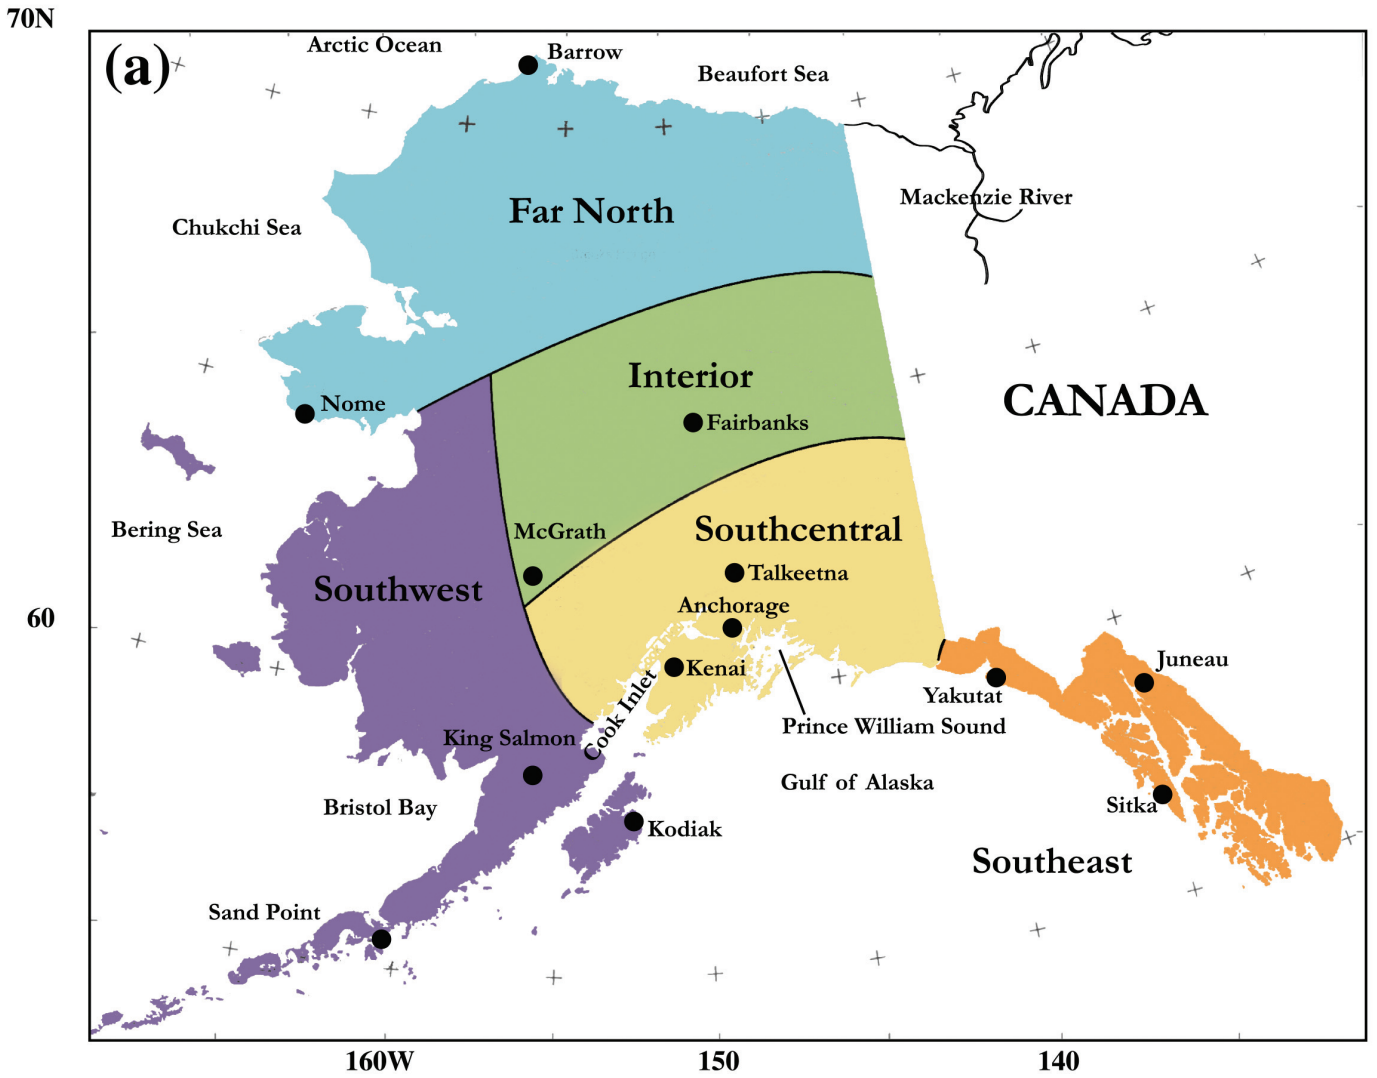 70N
(a)
Arctic Ocean
Barrow
Beaufort Sea
Mackenzie River
Far North
Chukchi Sea
Interior
CANADA
Nome
Fairbanks
Bering Sea
McGrath
Southcentral
Talkeetna
Southwest
Anchorage
60
Kenai
Juneau
Yakutat
Cook Inlet
Prince William Sound
King Salmon
Gulf of Alaska
Bristol Bay
Sitka
Kodiak
Southeast
Sand Point
160W
150
140